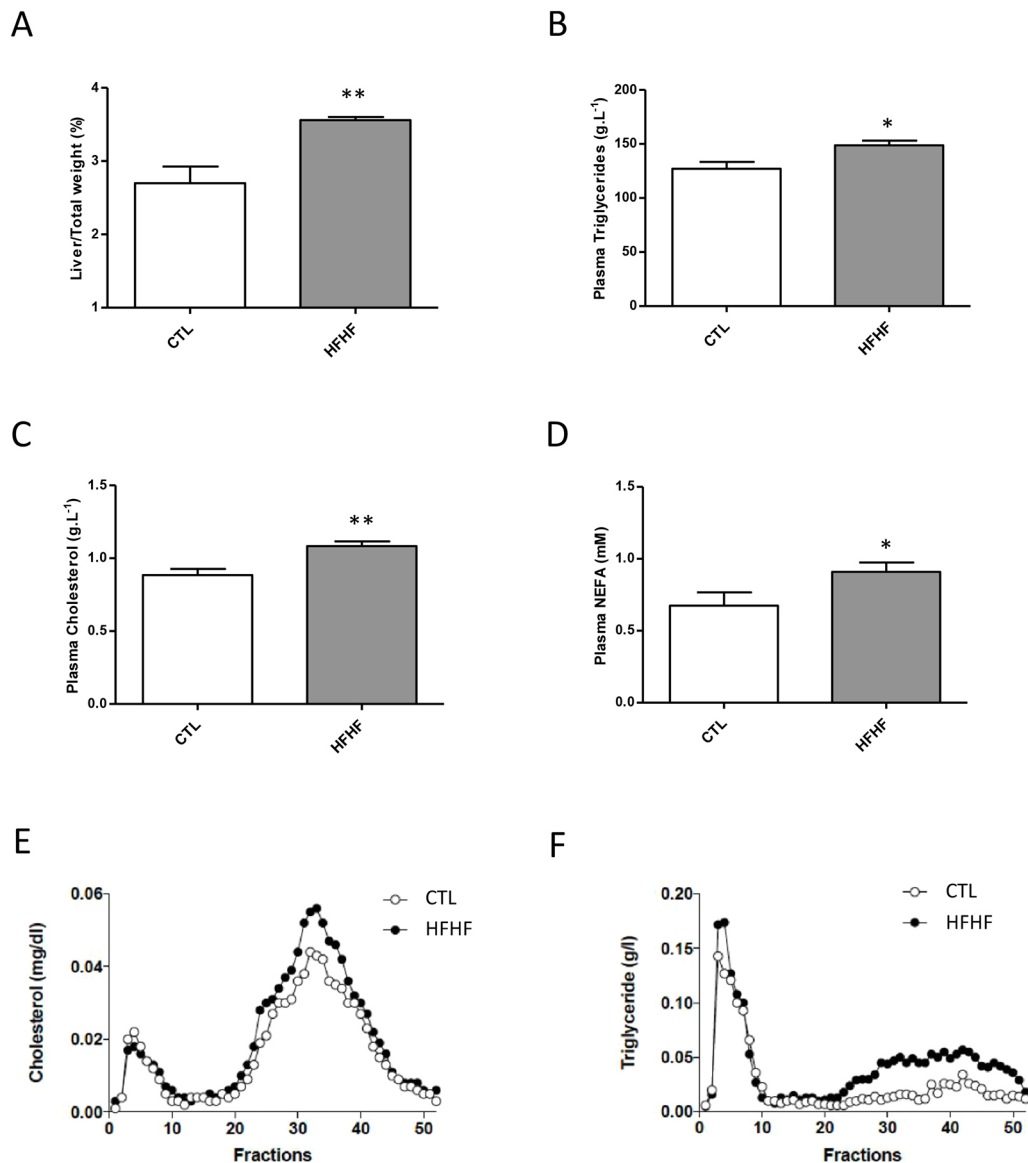 A
Liver/Total weight (%)
4
3
2
1
**
CTL
HFHF
B
Plasma Triglycerides (g.L-1)
200
150
100
50
0
*
CTL
HFHF
C
Plasma Cholesterol (g.L-1)
1.5
1.0
0.5
0.0
**
CTL
HFHF
D
Plasma NEFA (mM)
1.5
1.0
0.5
0.0
*
CTL
HFHF
E
Cholesterol (mg/dl)
0.06
0.04
0.02
0.00
CTL
HFHF
0 10 20 30 40 50
Fractions
F
Triglyceride (g/l)
0.20
0.15
0.10
0.05
0.00
CTL
HFHF
0 10 20 30 40 50
Fractions